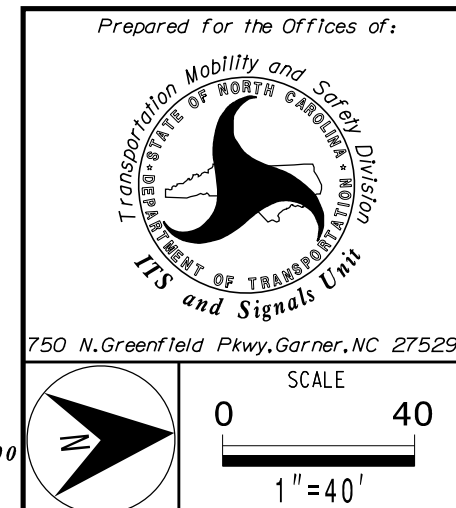 Prepared for the Offices of:
Transportation Mobility and Safety Division
STATE OF NORTH CAROLINA
DEPARTMENT OF TRANSPORTATION
ITS and Signals Unit
750 N.Greenfield Pkwy,Garner,NC 27529
N
SCALE
0 40
1"=40'